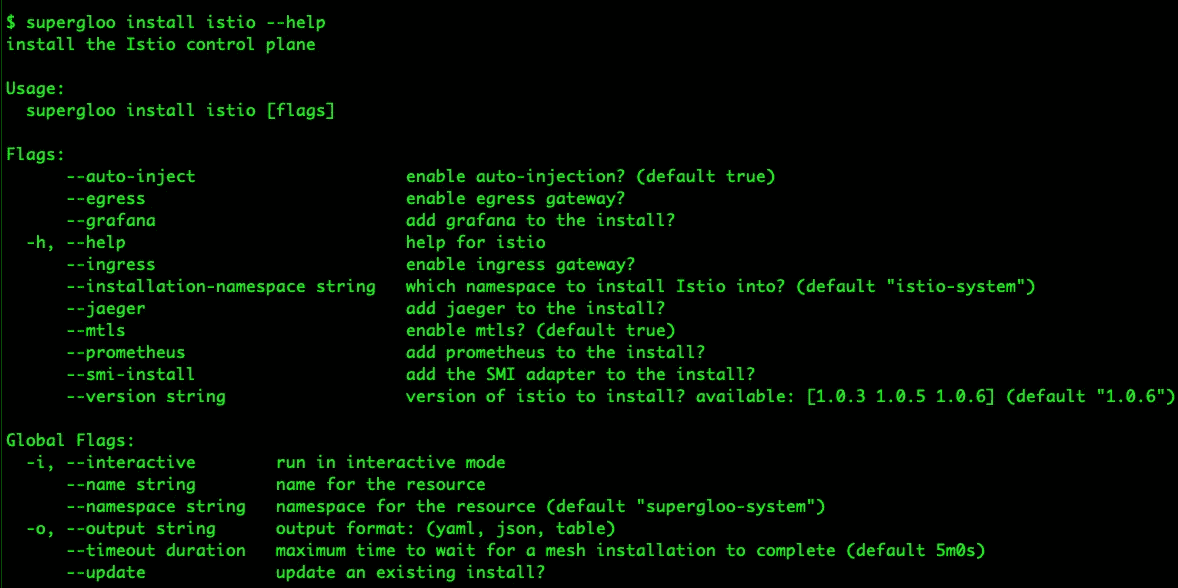 $ supergloo install istio --help
install the Istio control plane
Usage:
  supergloo install istio [flags]
Flags:
      --auto-inject                     enable auto-injection? (default true)
      --egress                          enable egress gateway?
      --grafana                         add grafana to the install?
  -h, --help                            help for istio
      --ingress                         enable ingress gateway?
      --installation-namespace string   which namespace to install Istio into? (default "istio-system")
      --jaeger                          add jaeger to the install?
      --mtls                            enable mtls? (default true)
      --prometheus                      add prometheus to the install?
      --smi-install                     add the SMI adapter to the install?
      --version string                  version of istio to install? available: [1.0.3 1.0.5 1.0.6] (default "1.0.6")
Global Flags:
  -i, --interactive        run in interactive mode
      --name string        name for the resource
      --namespace string   namespace for the resource (default "supergloo-system")
  -o, --output string      output format: (yaml, json, table)
      --timeout duration   maximum time to wait for a mesh installation to complete (default 5m0s)
      --update             update an existing install?